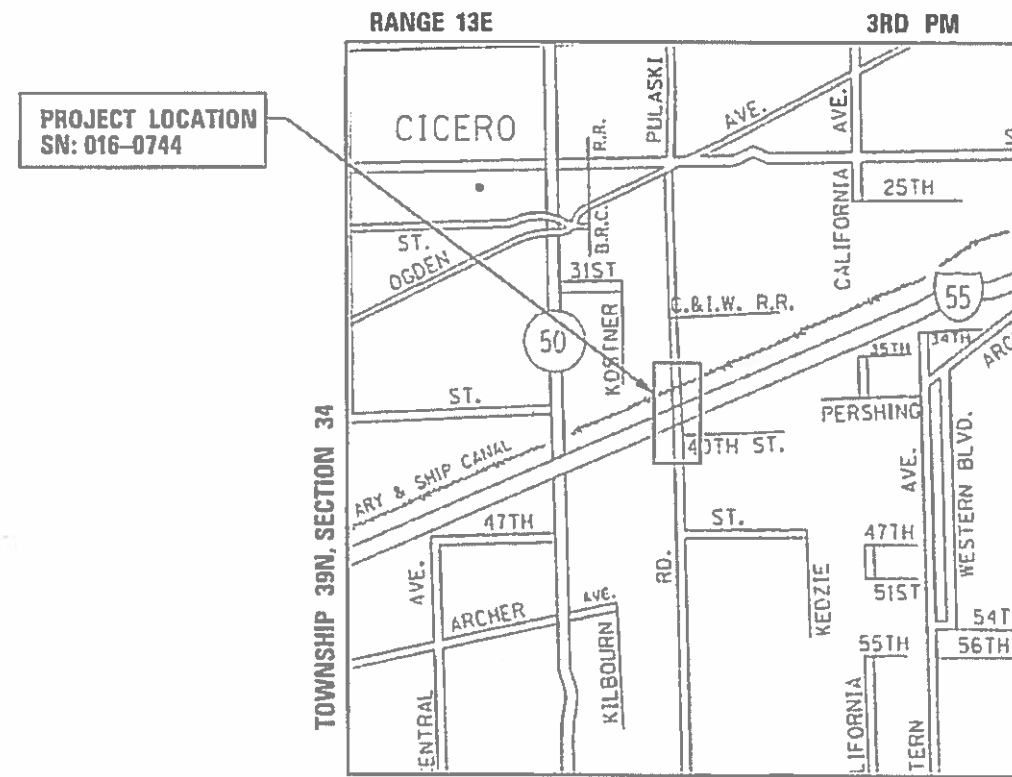 RANGE 13E
3RD PM
PROJECT LOCATION
SN: 016-0744
CICERO
R.R.
B.R.C.
PULASKI
AVE.
AVE.
CALIFORNIA
25TH
S
ST.
OGDEN
31ST
KOSTNER
C.&I.W. R.R.
55
50
35TH
34TH
ARC
ST.
PERSHING
40TH ST.
ARY & SHIP CANAL
AVE.
WESTERN BLVD.
47TH
ST.
47TH
51ST
AVE.
RD.
KEDZIE
ARCHER
AVE.
KILBOURN
54T
56TH
55TH
ENTRAL
LIFORNIA
TERN
TOWNSHIP 39N, SECTION 34